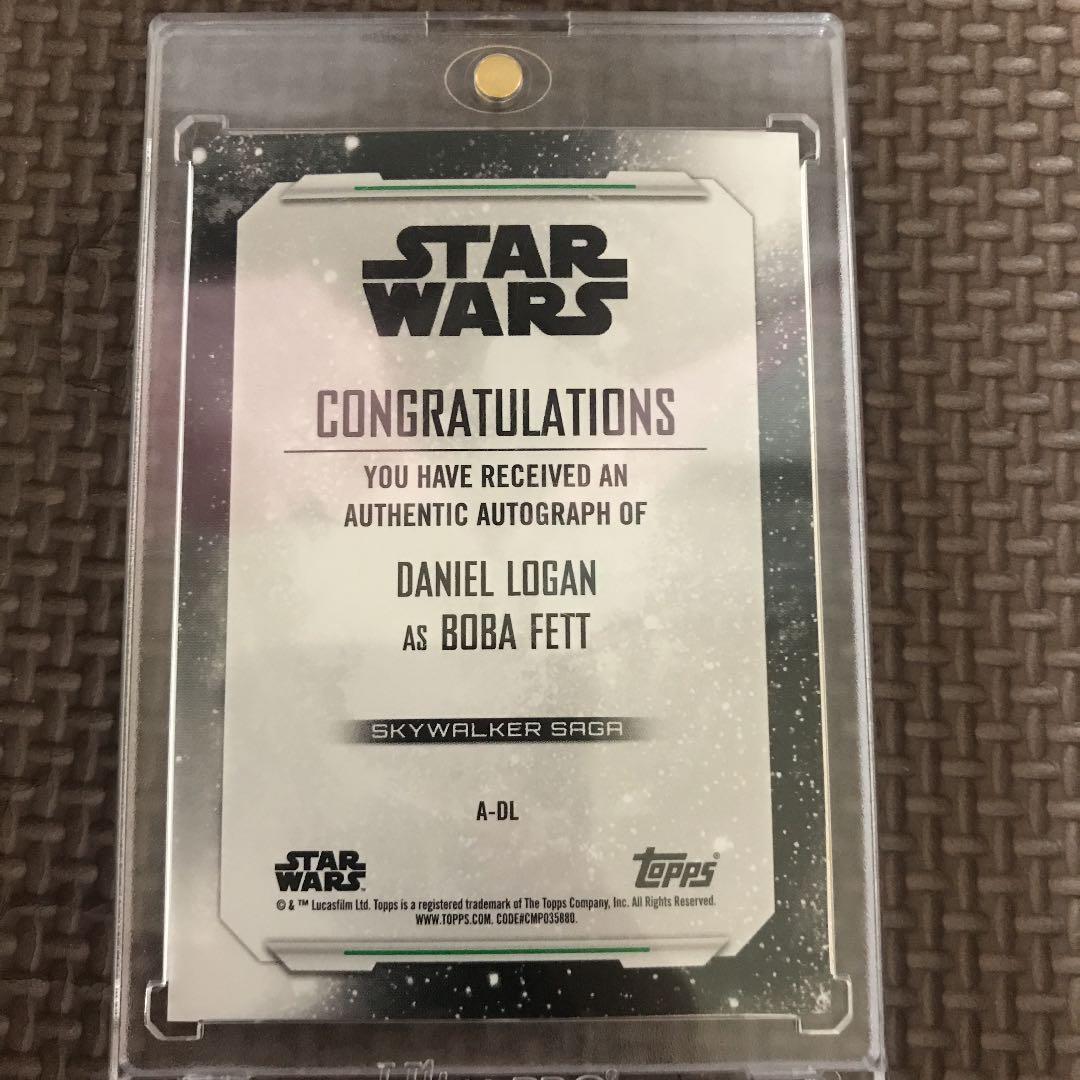 STAR
WARS
CONGRATULATIONS
YOU HAVE RECEIVED AN
AUTHENTIC AUTOGRAPH OF
DANIEL LOGAN
AS BOBA FETT
SKYWALKER SAGA
A-DL
STAR
WARS™
topps®
© & ™ Lucasfilm Ltd. Topps is a registered trademark of The Topps Company, Inc. All Rights Reserved.
WWW.TOPPS.COM. CODE#CMP035880.